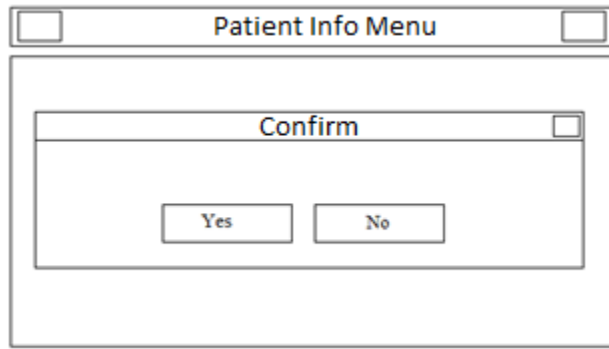 Patient Info Menu
Confirm
Yes No